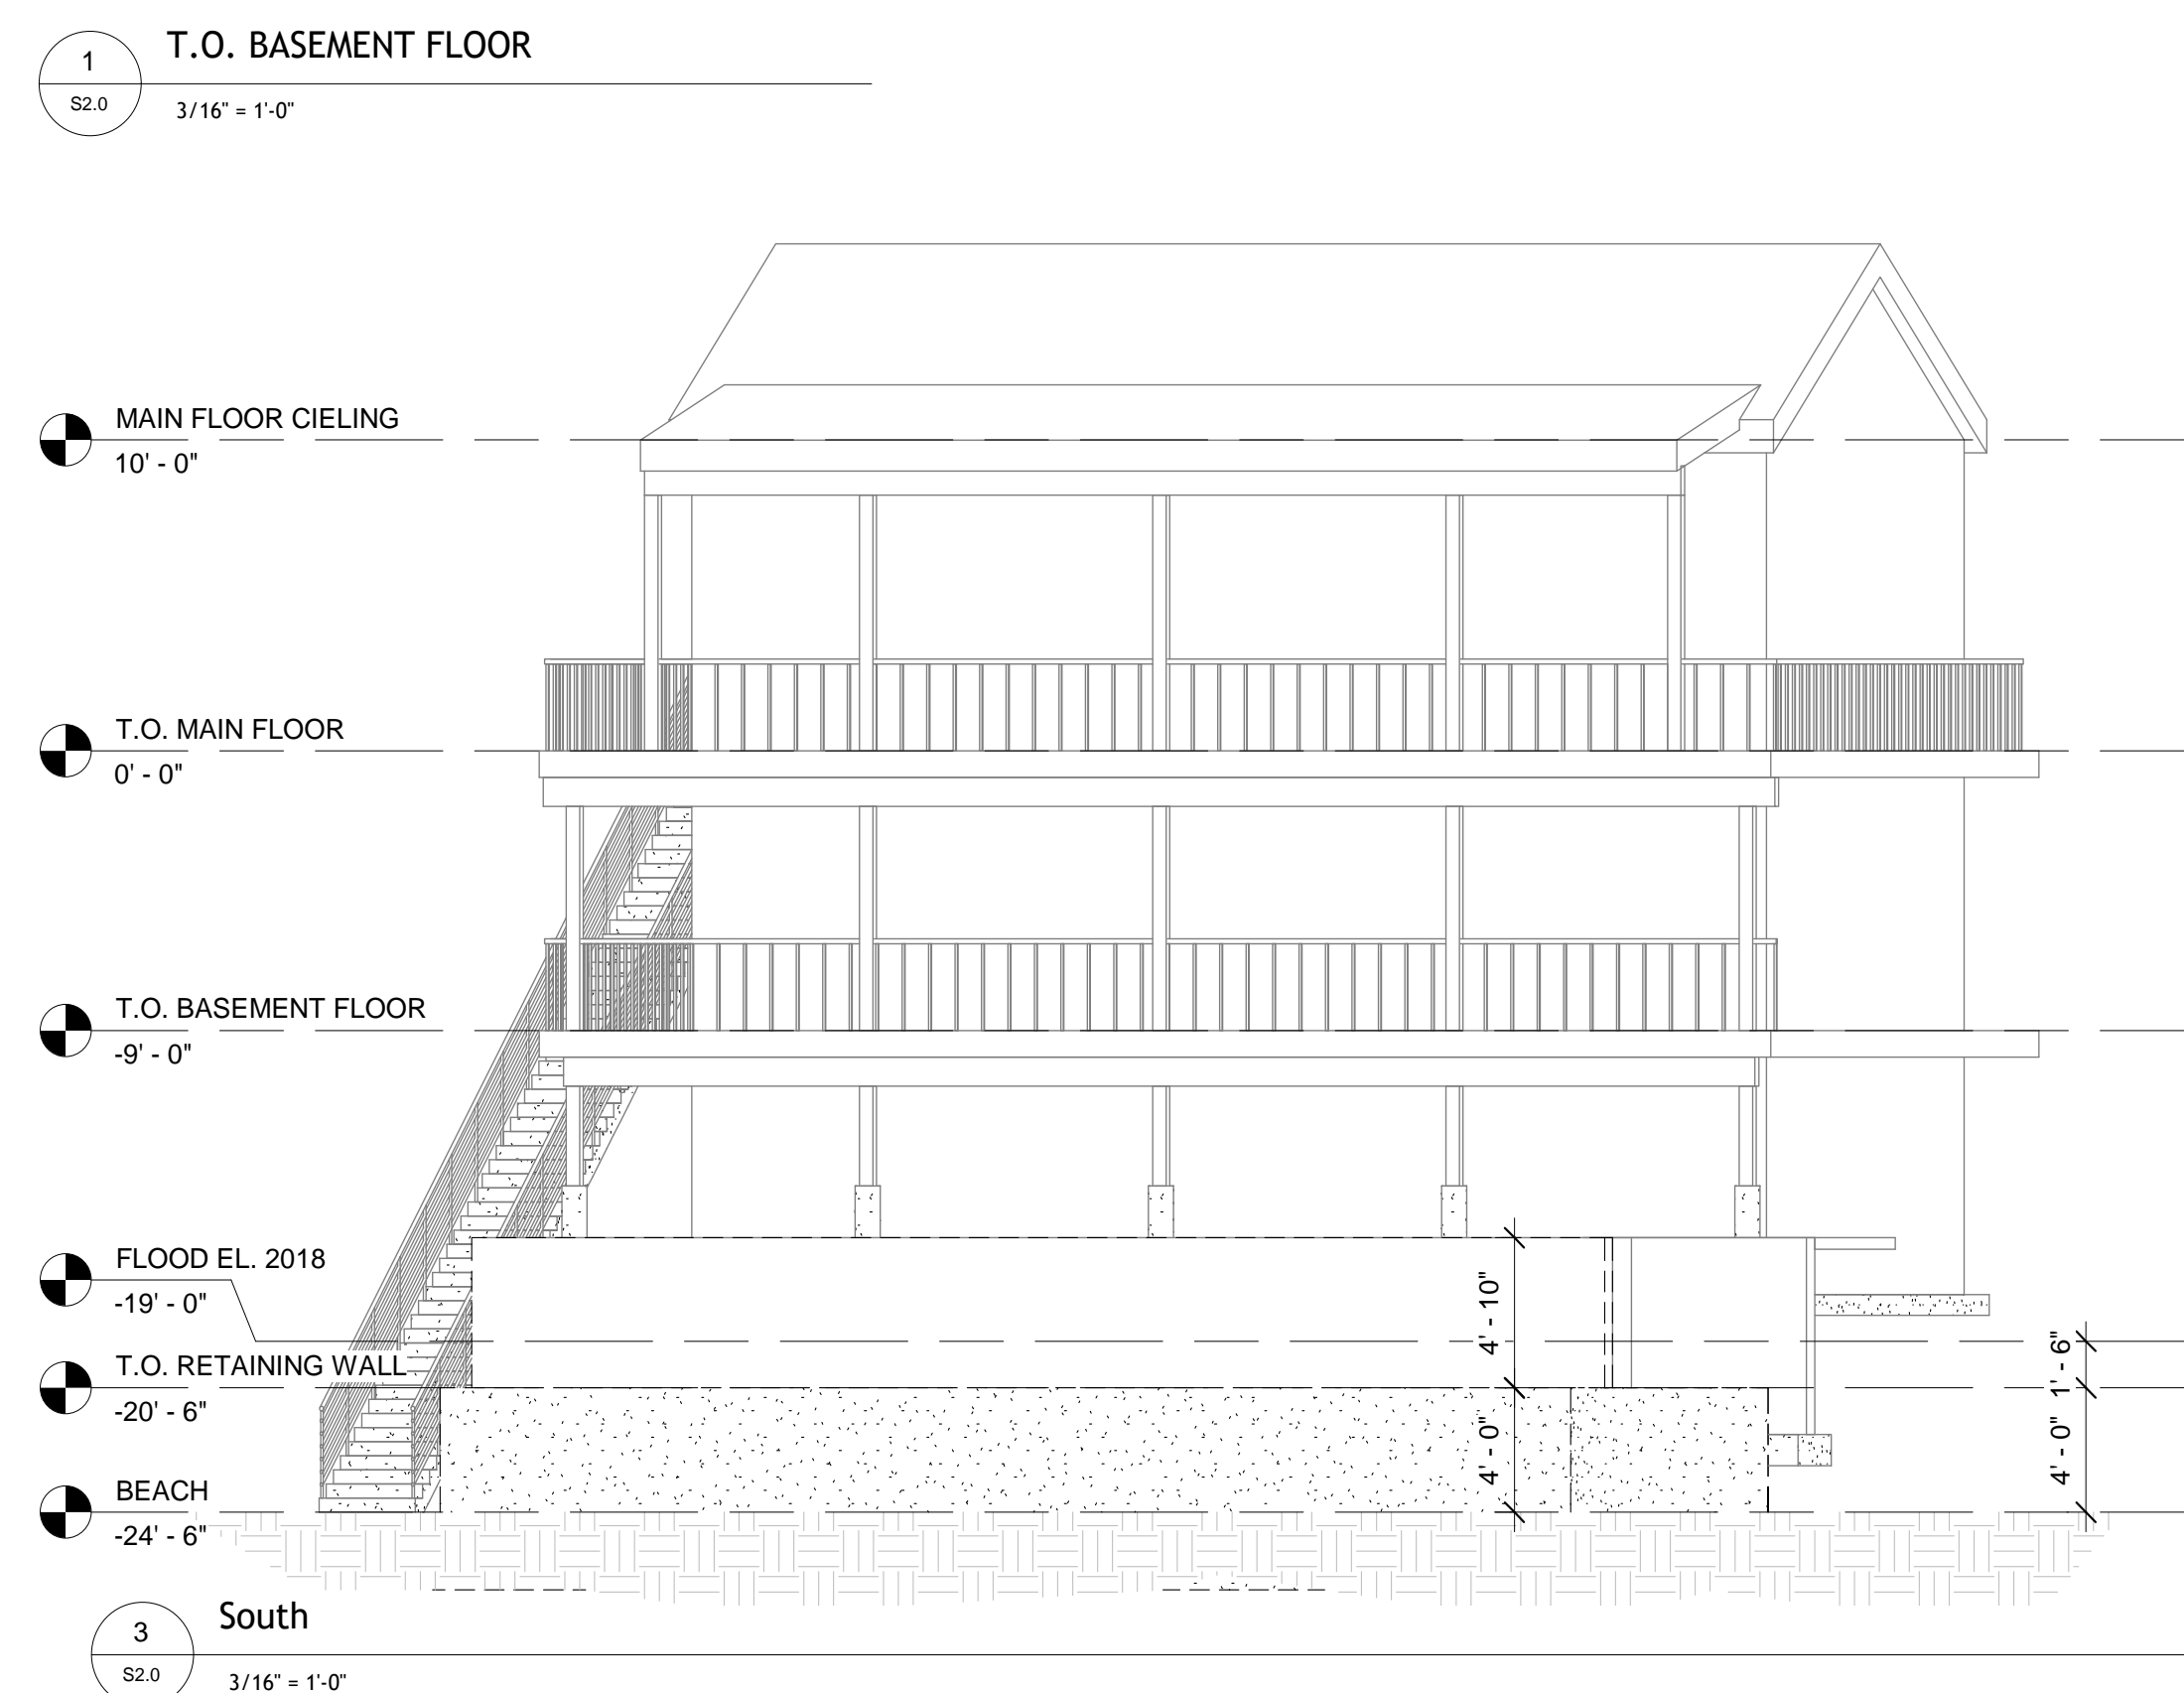 1
S2.0
T.O. BASEMENT FLOOR
3/16" = 1'-0"
MAIN FLOOR CIELING
10' - 0"
T.O. MAIN FLOOR
0' - 0"
T.O. BASEMENT FLOOR
-9' - 0"
FLOOD EL. 2018
-19' - 0"
T.O. RETAINING WALL
-20' - 6"
BEACH
-24' - 6"
4' - 10"
4' - 0"
1' - 6"
4' - 0"
3
S2.0
South
3/16" = 1'-0"